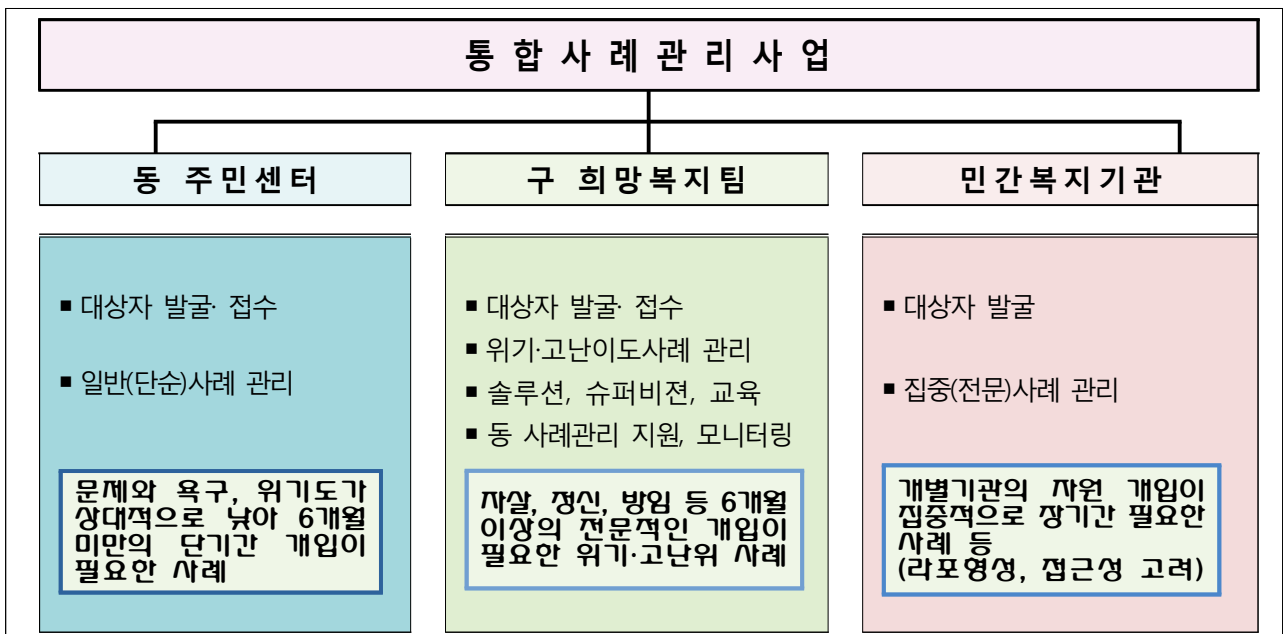 통합사례관리사업
동 주민센터
구 희망복지팀
민간복지기관
▪ 대상자 발굴· 접수
▪ 일반(단순)사례 관리
문제와 욕구, 위기도가
상대적으로 낮아 6개월
미만의 단기간 개입이
필요한 사례
▪ 대상자 발굴· 접수
▪ 위기·고난이도사례 관리
▪ 솔루션, 슈퍼비젼, 교육
▪ 동 사례관리 지원, 모니터링
자살, 정신, 방임 등 6개월
이상의 전문적인 개입이
필요한 위기·고난위 사례
▪ 대상자 발굴
▪ 집중(전문)사례 관리
개별기관의 자원 개입이
집중적으로 장기간 필요한
사례 등
(라포형성, 접근성 고려)